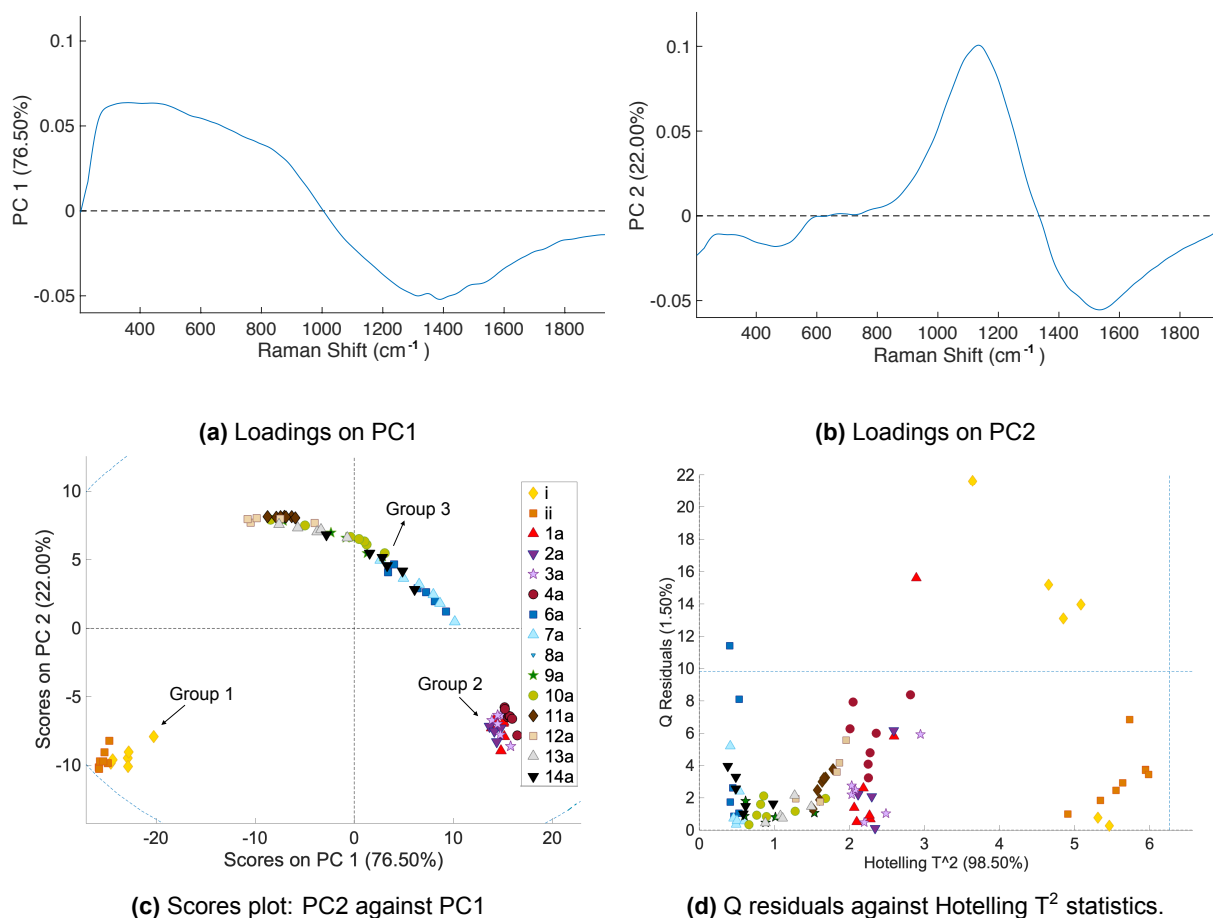 0.1
0.05
0
-0.05
PC 1 (76.50%)
400 600 800 1000 1200 1400 1600 1800
Raman Shift (cm⁻¹ )
(a) Loadings on PC1
0.1
0.05
0
-0.05
PC 2 (22.00%)
400 600 800 1000 1200 1400 1600 1800
Raman Shift (cm⁻¹ )
(b) Loadings on PC2
10
5
0
-5
-10
Scores on PC 2 (22.00%)
Group 3
Group 1
Group 2
i
ii
1a
2a
3a
4a
6a
7a
8a
9a
10a
11a
12a
13a
14a
-20 -10 0 10 20
Scores on PC 1 (76.50%)
(c) Scores plot: PC2 against PC1
22
20
18
16
14
12
10
8
6
4
2
0
Q Residuals (1.50%)
0 1 2 3 4 5 6
Hotelling T^2 (98.50%)
(d) Q residuals against Hotelling T² statistics.